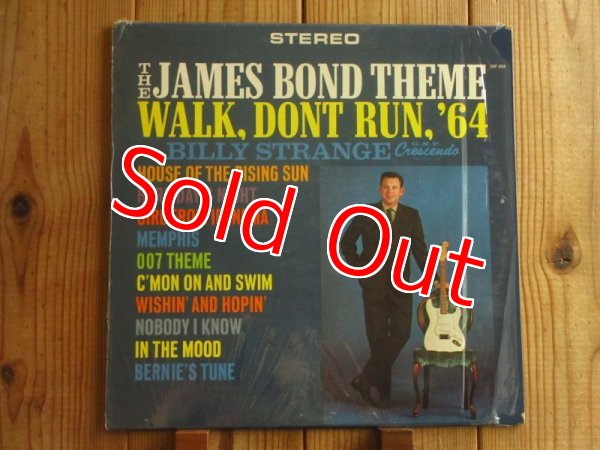 STEREO
THE JAMES BOND THEME
WALK, DONT RUN, '64
BILLY STRANGE G.N.P. Crescendo
HOUSE OF THE RISING SUN
NIGHT
MEMPHIS
007 THEME
C'MON ON AND SWIM
WISHIN' AND HOPIN'
NOBODY I KNOW
IN THE MOOD
BERNIE'S TUNE
Sold Out